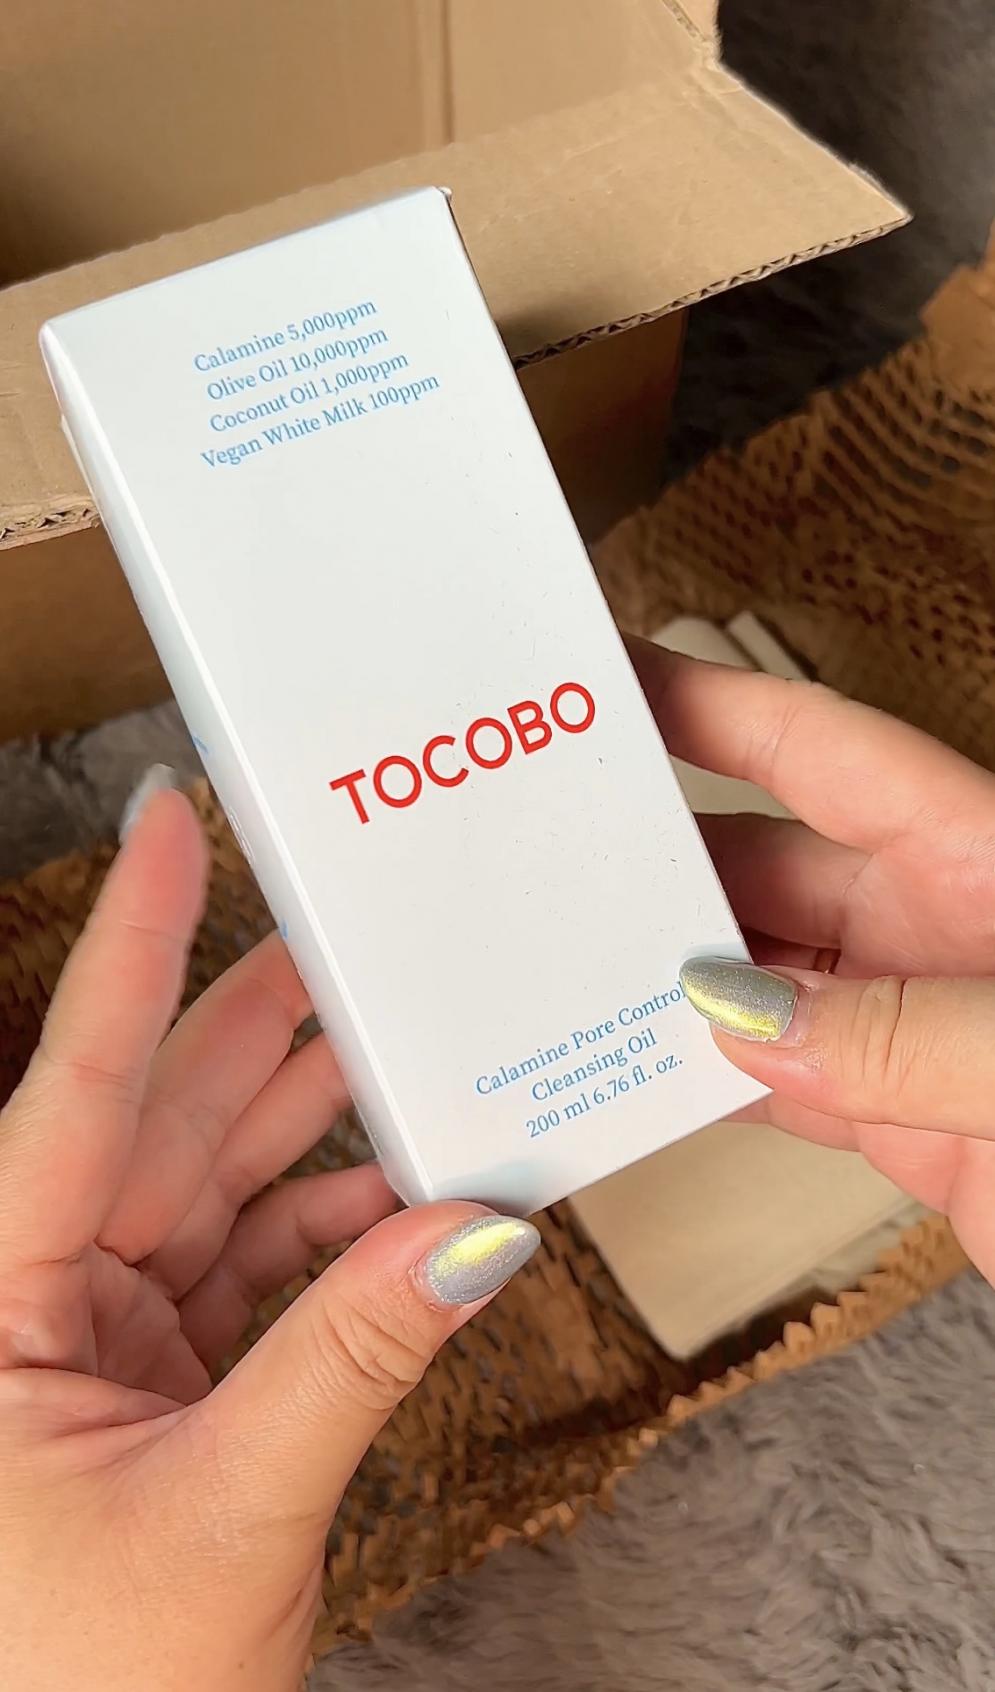 Calamine 5,000ppm
Olive Oil 10,000ppm
Coconut Oil 1,000ppm
Vegan White Milk 100ppm
TOCOBO
Calamine Pore Control
Cleansing Oil
200 ml 6.76 fl. oz.